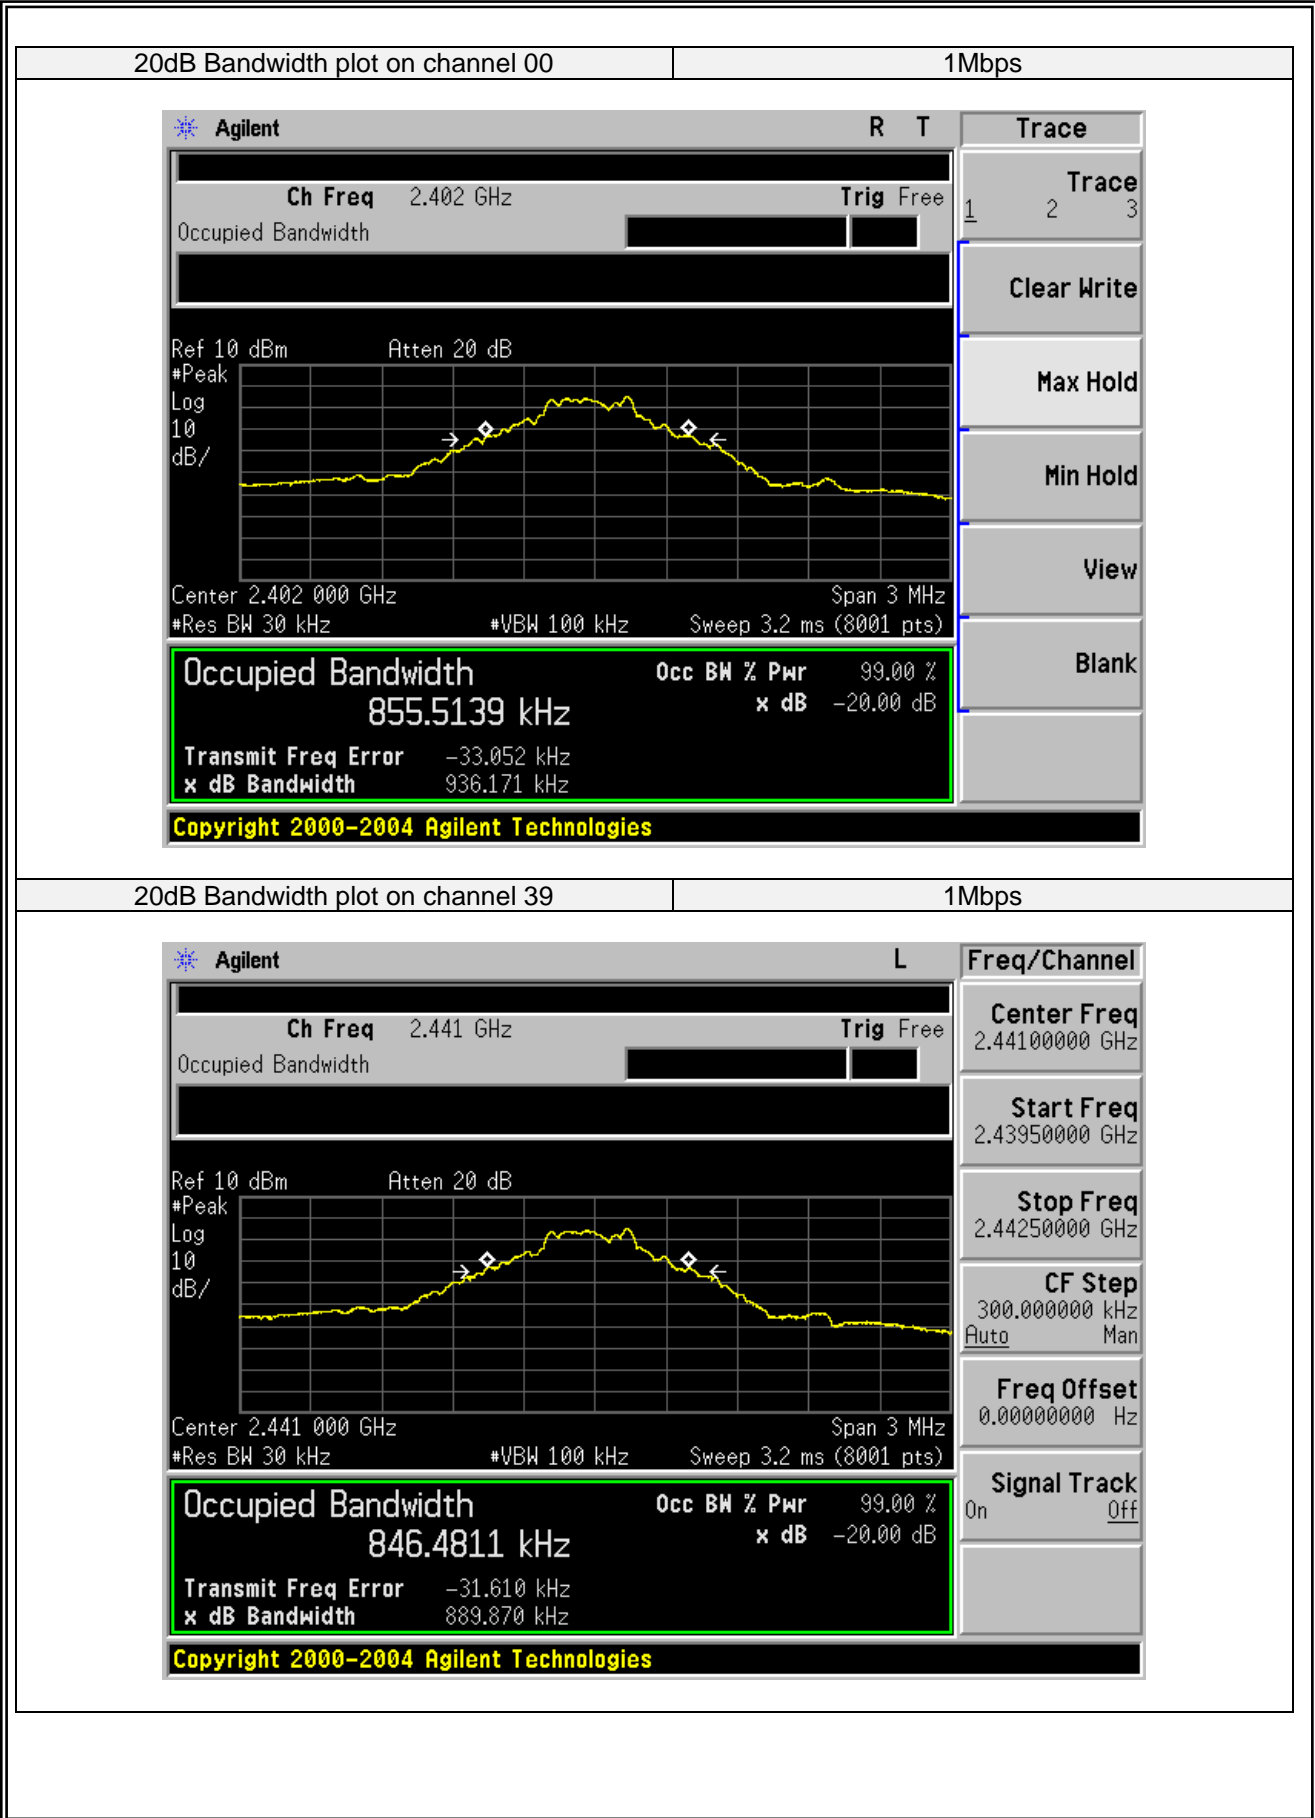 20dB Bandwidth plot on channel 00 1Mbps
Agilent R T Trace
Ch Freq 2.402 GHz Trig Free
Occupied Bandwidth
Trace
1 2 3
Clear Write
Max Hold
Min Hold
View
Blank
Ref 10 dBm Atten 20 dB
#Peak
Log
10
dB/
Center 2.402 000 GHz Span 3 MHz
#Res BW 30 kHz #VBW 100 kHz Sweep 3.2 ms (8001 pts)
Occupied Bandwidth Occ BW % Pwr 99.00 %
855.5139 kHz x dB -20.00 dB
Transmit Freq Error -33.052 kHz
x dB Bandwidth 936.171 kHz
Copyright 2000-2004 Agilent Technologies
20dB Bandwidth plot on channel 39 1Mbps
Agilent L Freq/Channel
Ch Freq 2.441 GHz Trig Free
Occupied Bandwidth
Center Freq
2.44100000 GHz
Start Freq
2.43950000 GHz
Stop Freq
2.44250000 GHz
CF Step
300.000000 kHz
Auto Man
Freq Offset
0.00000000 Hz
Signal Track
On Off
Ref 10 dBm Atten 20 dB
#Peak
Log
10
dB/
Center 2.441 000 GHz Span 3 MHz
#Res BW 30 kHz #VBW 100 kHz Sweep 3.2 ms (8001 pts)
Occupied Bandwidth Occ BW % Pwr 99.00 %
846.4811 kHz x dB -20.00 dB
Transmit Freq Error -31.610 kHz
x dB Bandwidth 889.870 kHz
Copyright 2000-2004 Agilent Technologies